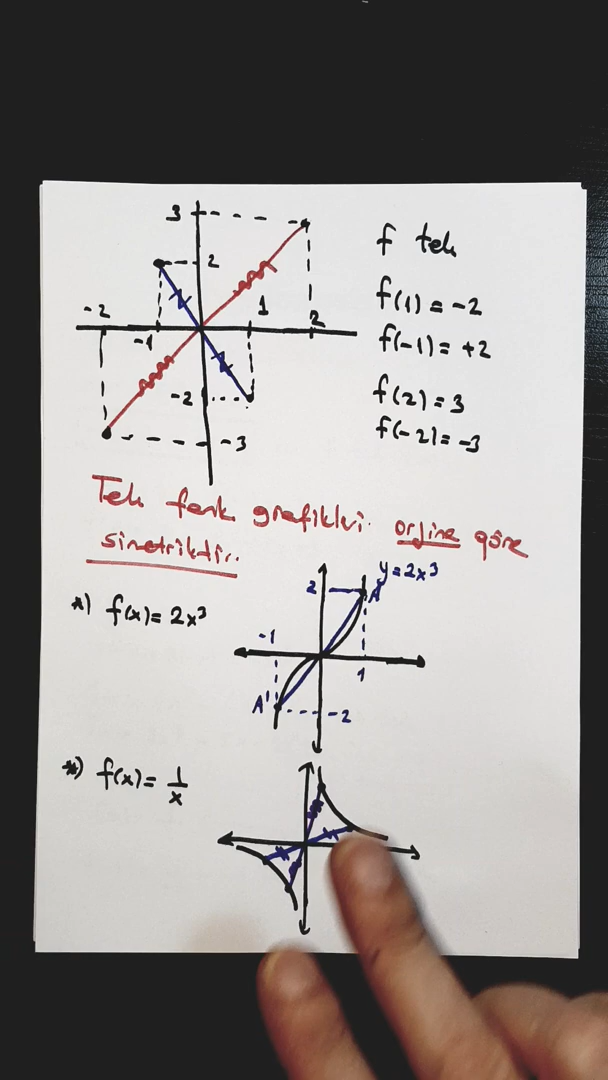 3
2
-2
-1
1
2
-2
-3
f tek
f(1) = -2
f(-1) = +2
f(2) = 3
f(-2) = -3
Tek fonk grafikleri orjine göre
simetriktir.
*) f(x) = 2x³
y = 2x³
2
A
-1
1
A'
-2
*) f(x) = 1/x